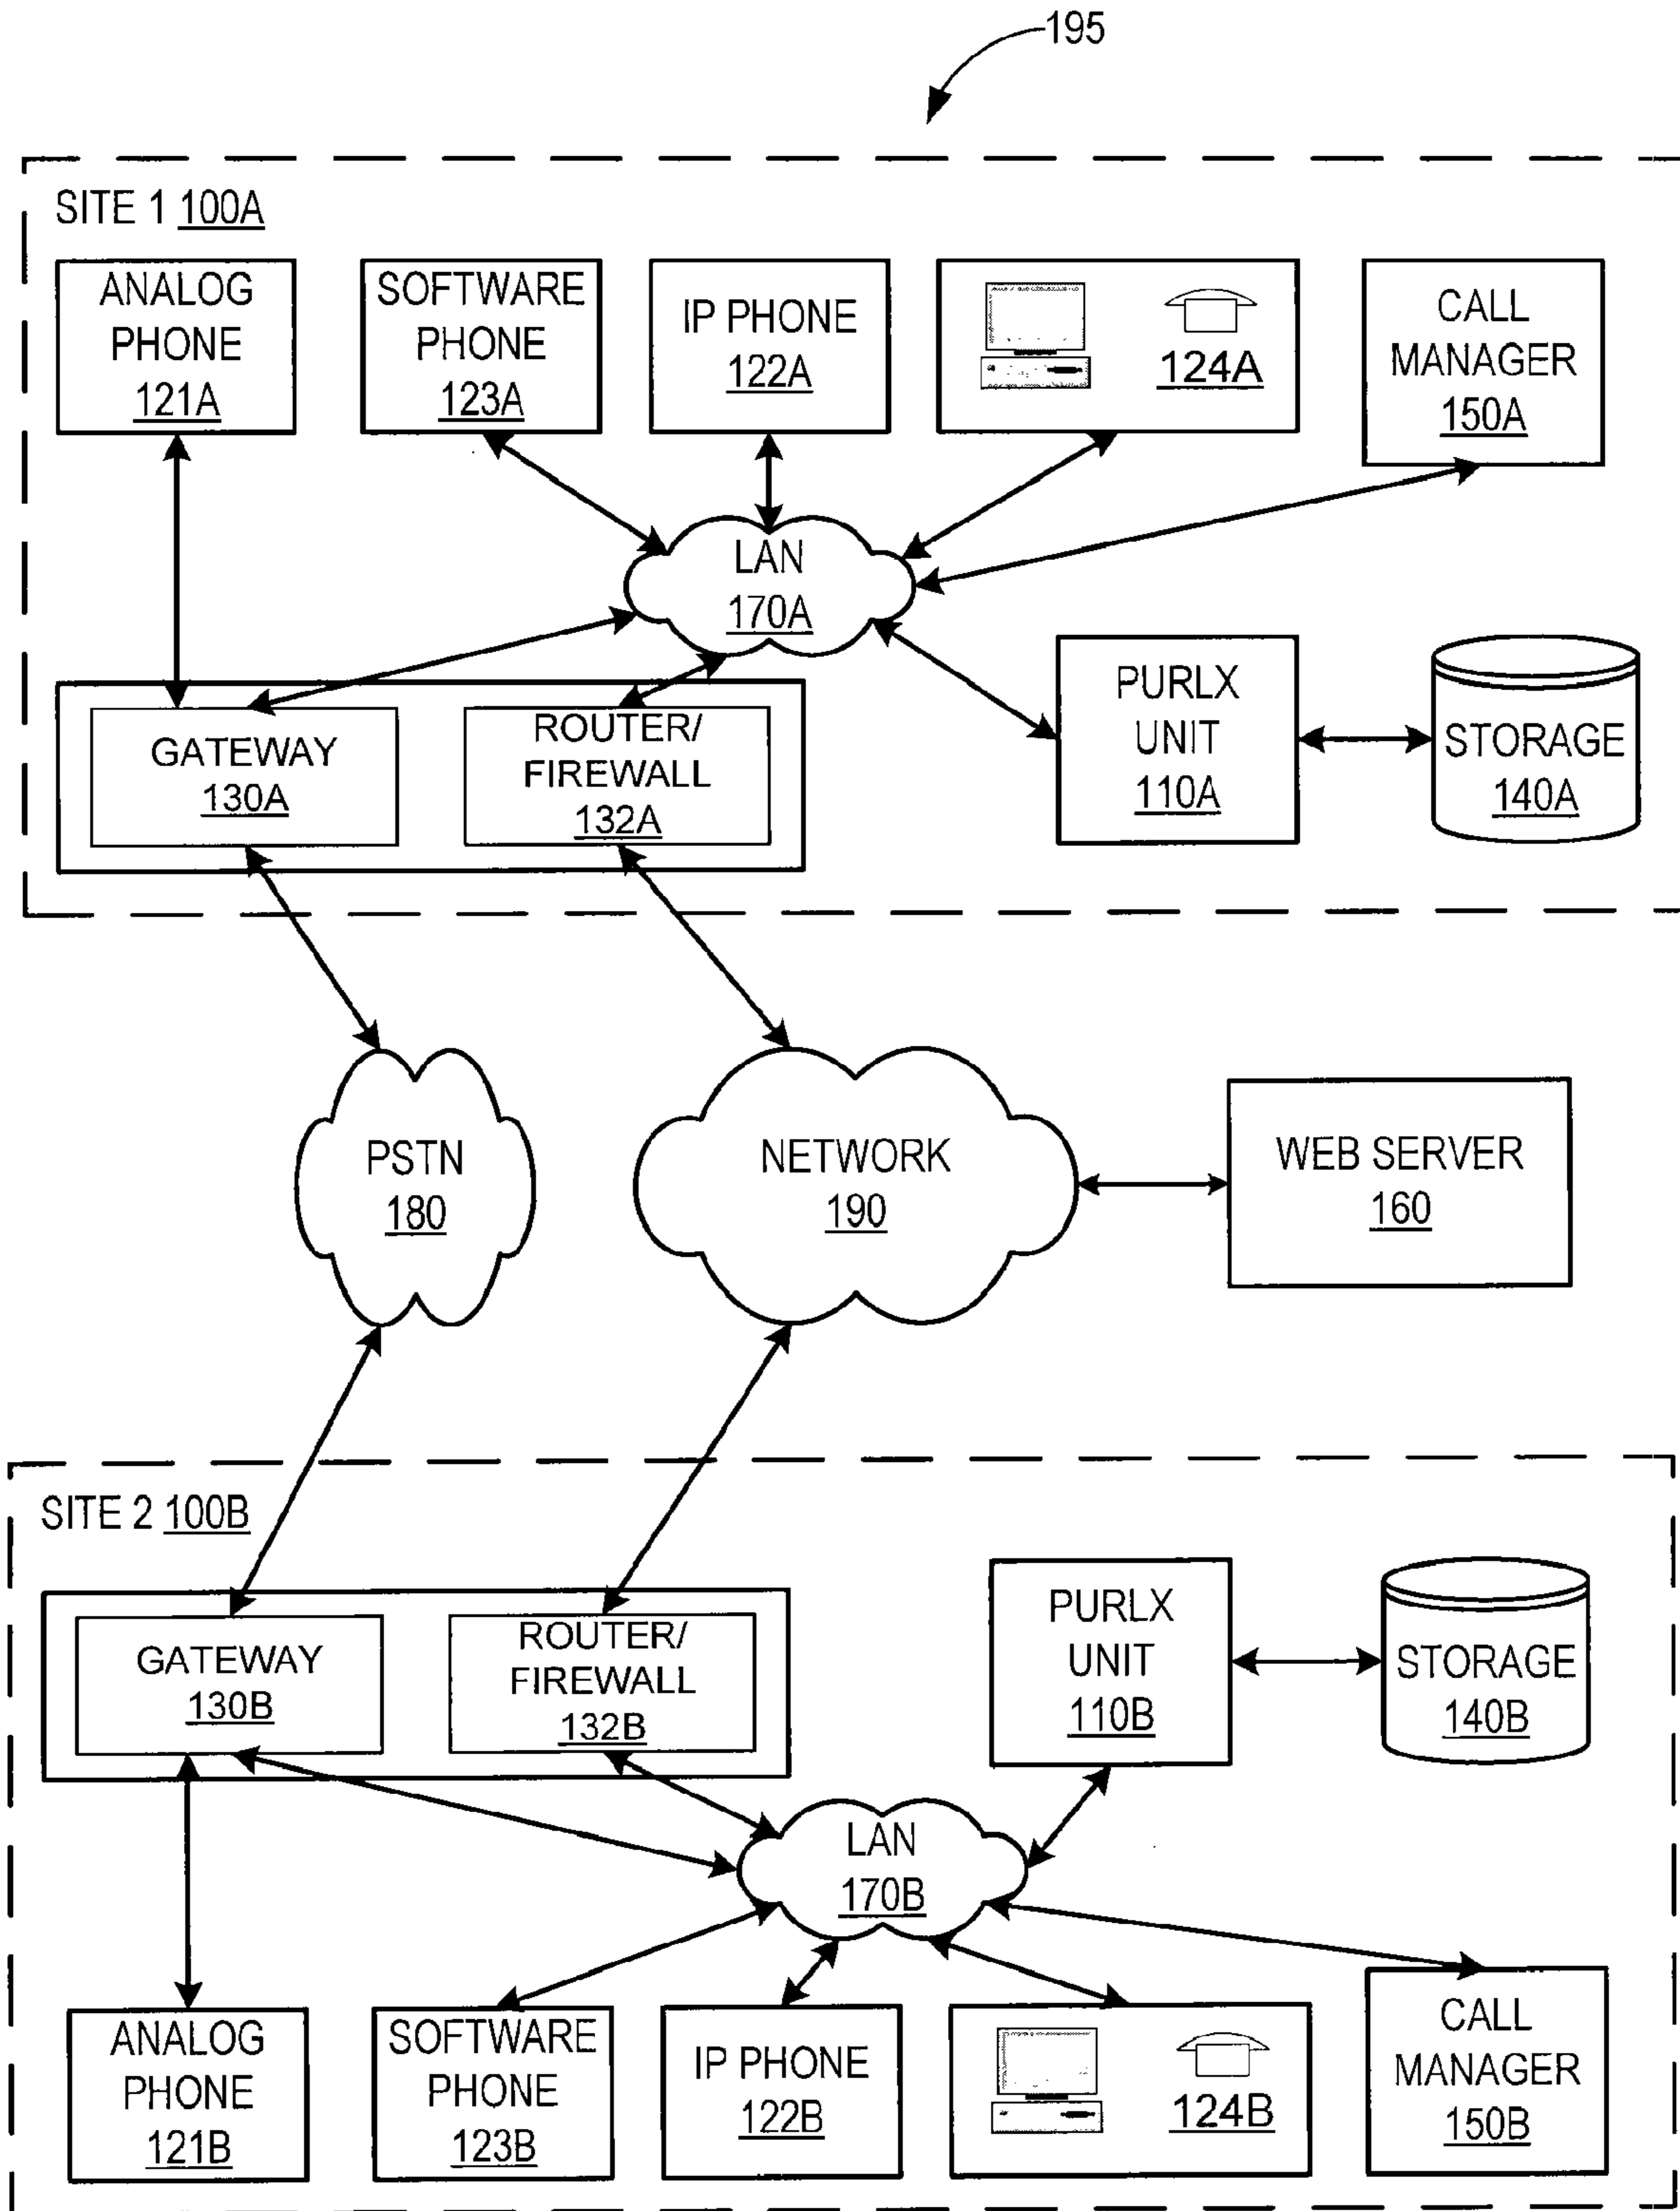 195
SITE 1 100A
ANALOG
PHONE
121A
SOFTWARE
PHONE
123A
IP PHONE
122A
124A
CALL
MANAGER
150A
LAN
170A
GATEWAY
130A
ROUTER/
FIREWALL
132A
PURLX
UNIT
110A
STORAGE
140A
PSTN
180
NETWORK
190
WEB SERVER
160
SITE 2 100B
GATEWAY
130B
ROUTER/
FIREWALL
132B
PURLX
UNIT
110B
STORAGE
140B
LAN
170B
ANALOG
PHONE
121B
SOFTWARE
PHONE
123B
IP PHONE
122B
124B
CALL
MANAGER
150B